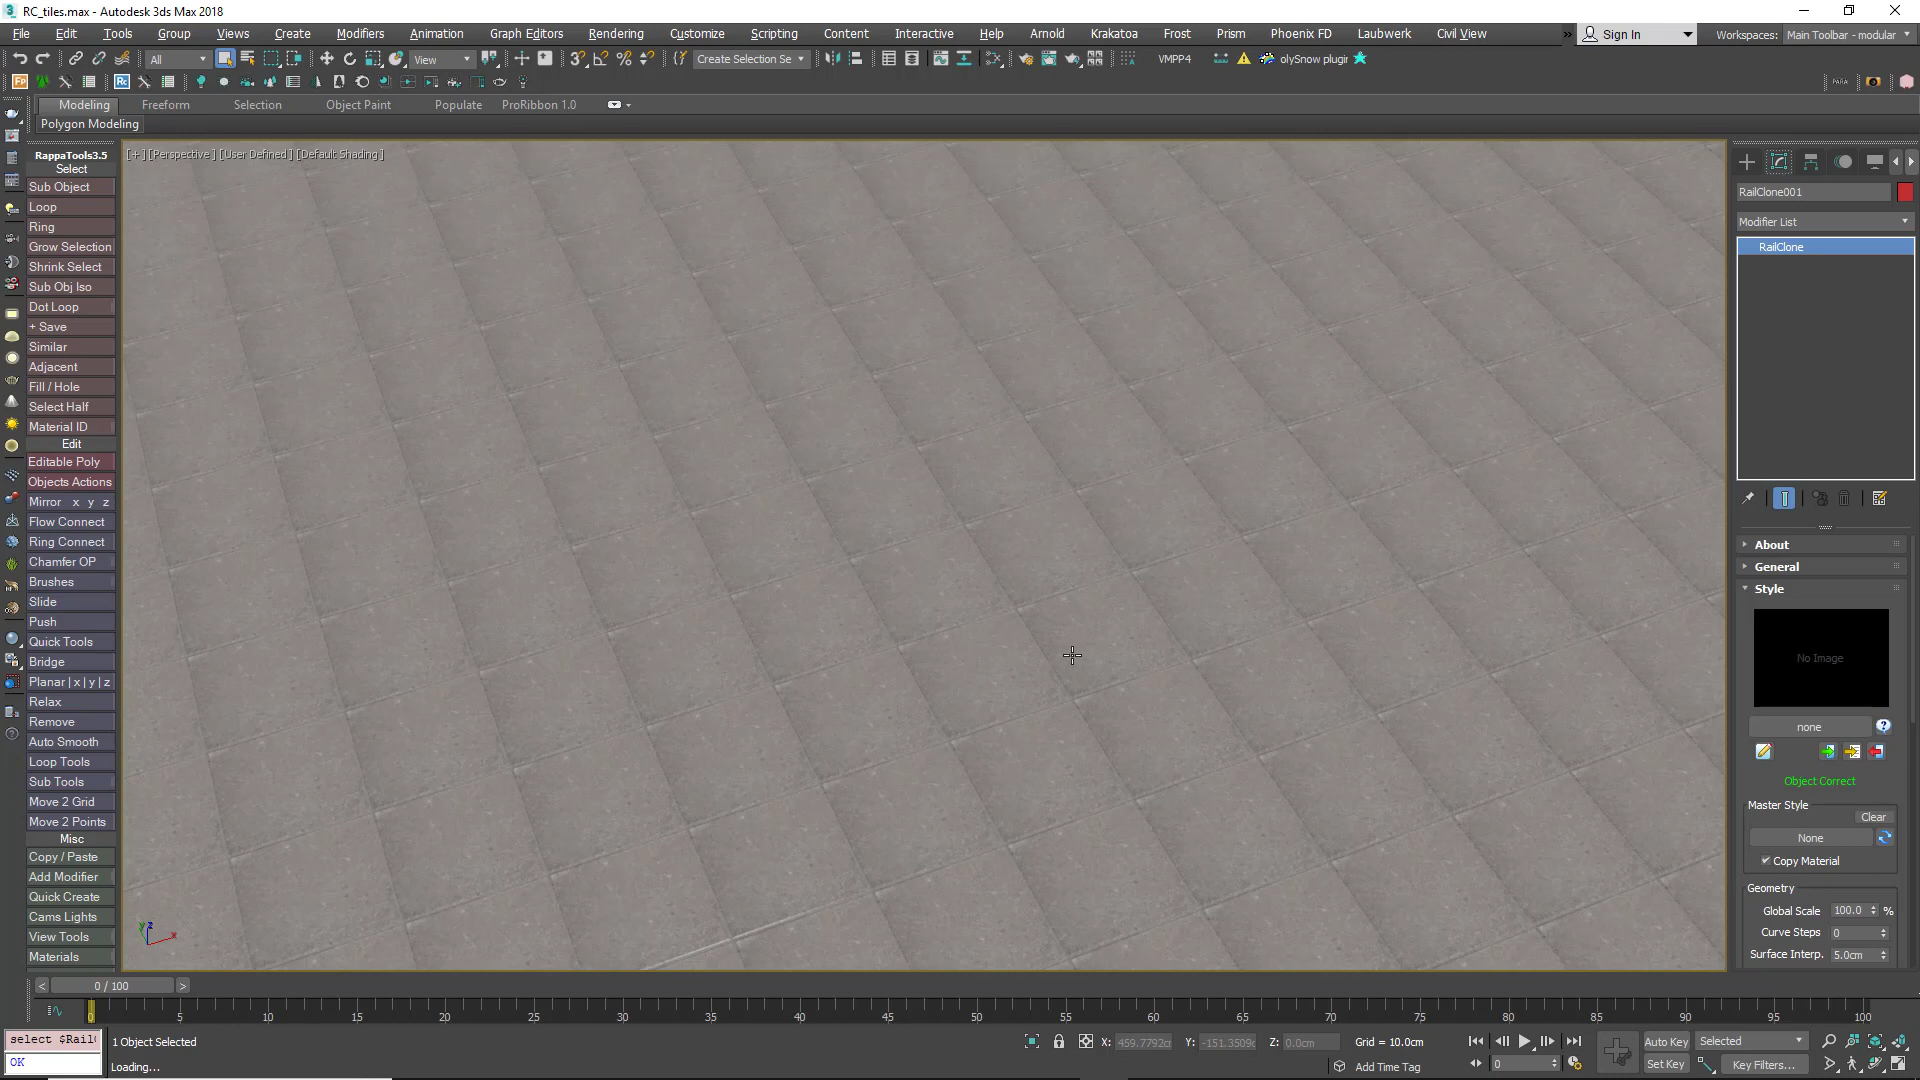 RC_tiles.max - Autodesk 3ds Max 2018
File Edit Tools Group Views Create Modifiers Animation Graph Editors Rendering Customize Scripting Content Interactive Help Arnold Krakatoa Frost Prism Phoenix FD Laubwerk Civil View » Sign In Workspaces: Main Toolbar - modular
All View Create Selection Se VMPP4 olySnow plugir
Fp Rc PARA
Modeling Freeform Selection Object Paint Populate ProRibbon 1.0
Polygon Modeling
[+] [Perspective] [User Defined] [Default Shading]
RappaTools3.5
Select
Sub Object
Loop
Ring
Grow Selection
Shrink Select
Sub Obj Iso
Dot Loop
+ Save
Similar
Adjacent
Fill / Hole
Select Half
Material ID
Edit
Editable Poly
Objects Actions
Mirror x y z
Flow Connect
Ring Connect
Chamfer OP
Brushes
Slide
Push
Quick Tools
Bridge
Planar | x | y | z
Relax
Remove
Auto Smooth
Loop Tools
Sub Tools
Move 2 Grid
Move 2 Points
Misc
Copy / Paste
Add Modifier
Quick Create
Cams Lights
View Tools
Materials
z
y
x
RailClone001
Modifier List
RailClone
About
General
Style
No Image
none
Object Correct
Master Style
Clear
None
Copy Material
Geometry
Global Scale 100.0 %
Curve Steps 0
Surface Interp. 5.0cm
< 0 / 100 >
0 5 10 15 20 25 30 35 40 45 50 55 60 65 70 75 80 85 90 95 100
select $Rail(
OK
1 Object Selected
Loading...
X: 459.7792c Y: -151.3509 Z: 0.0cm Grid = 10.0cm
Add Time Tag
0
Auto Key Selected
Set Key Key Filters...